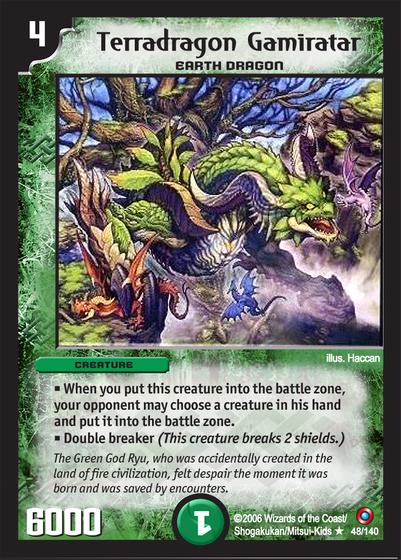 4
Terradragon Gamiratar
EARTH DRAGON
illus. Haccan
CREATURE
▪ When you put this creature into the battle zone,
your opponent may choose a creature in his hand
and put it into the battle zone.
▪ Double breaker (This creature breaks 2 shields.)
The Green God Ryu, who was accidentally created in the
land of fire civilization, felt despair the moment it was
born and was saved by encounters.
6000
1
©2006 Wizards of the Coast/
Shogakukan/Mitsui-Kids ★ 48/140